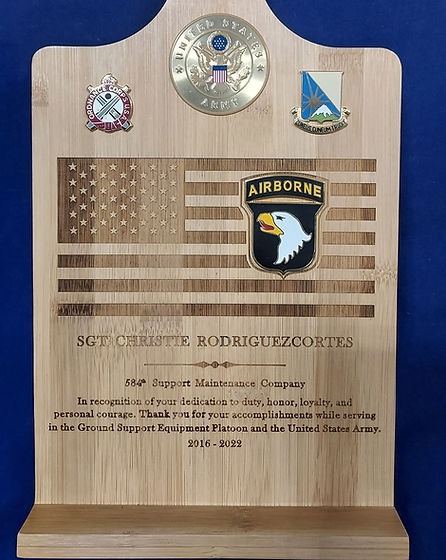 UNITED STATES
ARMY
ORDNANCE CORPS U.S.A.
AIRBORNE
SGT CHRISTIE RODRIGUEZCORTES
584th Support Maintenance Company
In recognition of your dedication to duty, honor, loyalty, and
personal courage. Thank you for your accomplishments while serving
in the Ground Support Equipment Platoon and the United States Army.
2016 - 2022